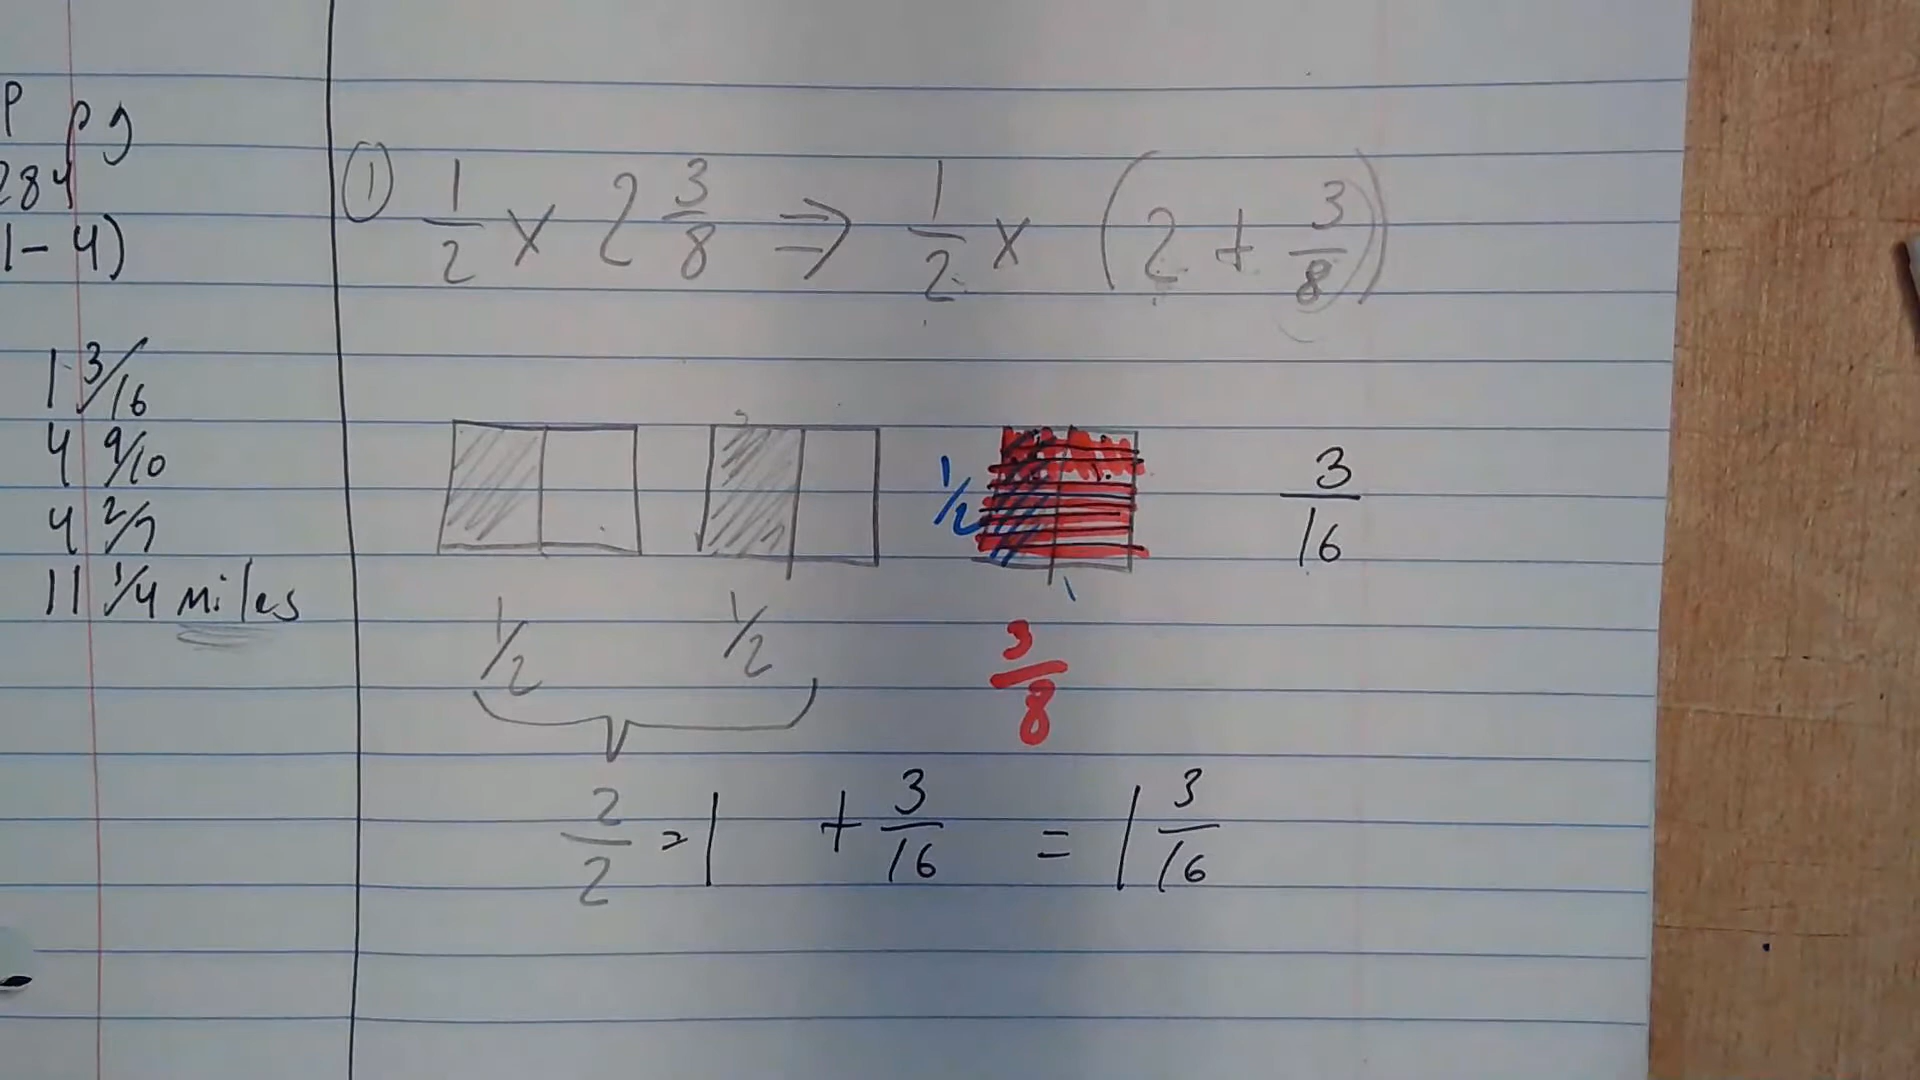 P pg
284
1-4)
1 3/16
4 9/10
4 2/7
11 1/4 miles
① 1/2 x 2 3/8 ⇒ 1/2 x (2 + 3/8)
1/2 3/16
1/2 1/2 3/8
2/2 = 1 + 3/16 = 1 3/16